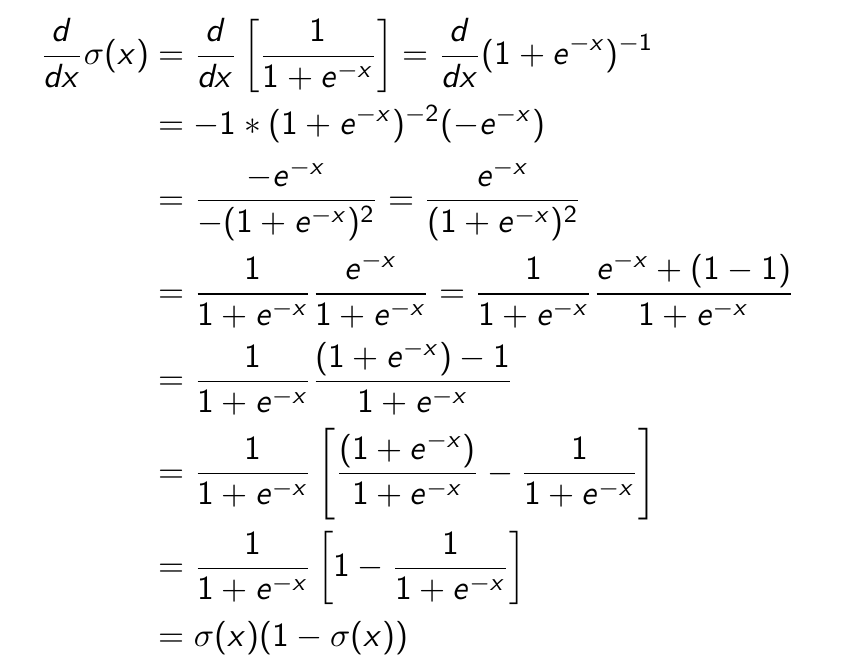 d/dx σ(x) = d/dx [1/(1 + e^{−x})] = d/dx (1 + e^{−x})^{−1}
= −1 ∗ (1 + e^{−x})^{−2}(−e^{−x})
= −e^{−x}/−(1 + e^{−x})^2 = e^{−x}/(1 + e^{−x})^2
= 1/(1 + e^{−x}) e^{−x}/(1 + e^{−x}) = 1/(1 + e^{−x}) (e^{−x} + (1 − 1))/(1 + e^{−x})
= 1/(1 + e^{−x}) ((1 + e^{−x}) − 1)/(1 + e^{−x})
= 1/(1 + e^{−x}) [(1 + e^{−x})/(1 + e^{−x}) − 1/(1 + e^{−x})]
= 1/(1 + e^{−x}) [1 − 1/(1 + e^{−x})]
= σ(x)(1 − σ(x))